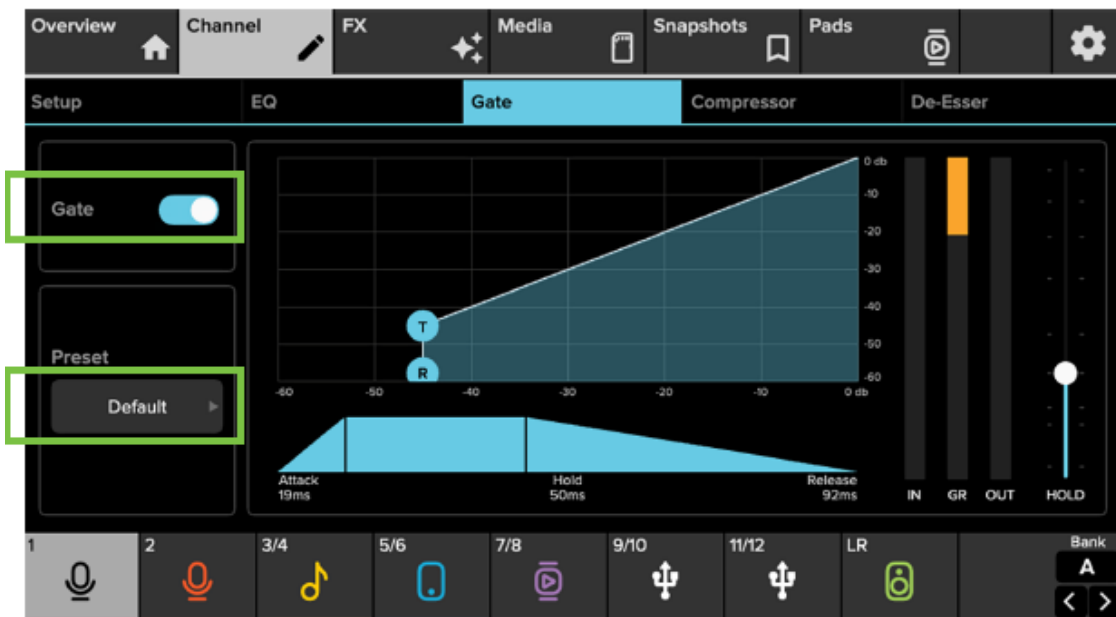 Overview Channel FX Media Snapshots Pads
Setup EQ Gate Compressor De-Esser
Gate
Preset
Default
T
R
0 db
-10
-20
-30
-40
-50
-60
-60 -50 -40 -30 -20 -10 0 db
Attack Hold Release
19ms 50ms 92ms
IN GR OUT HOLD
1 2 3/4 5/6 7/8 9/10 11/12 LR Bank
A